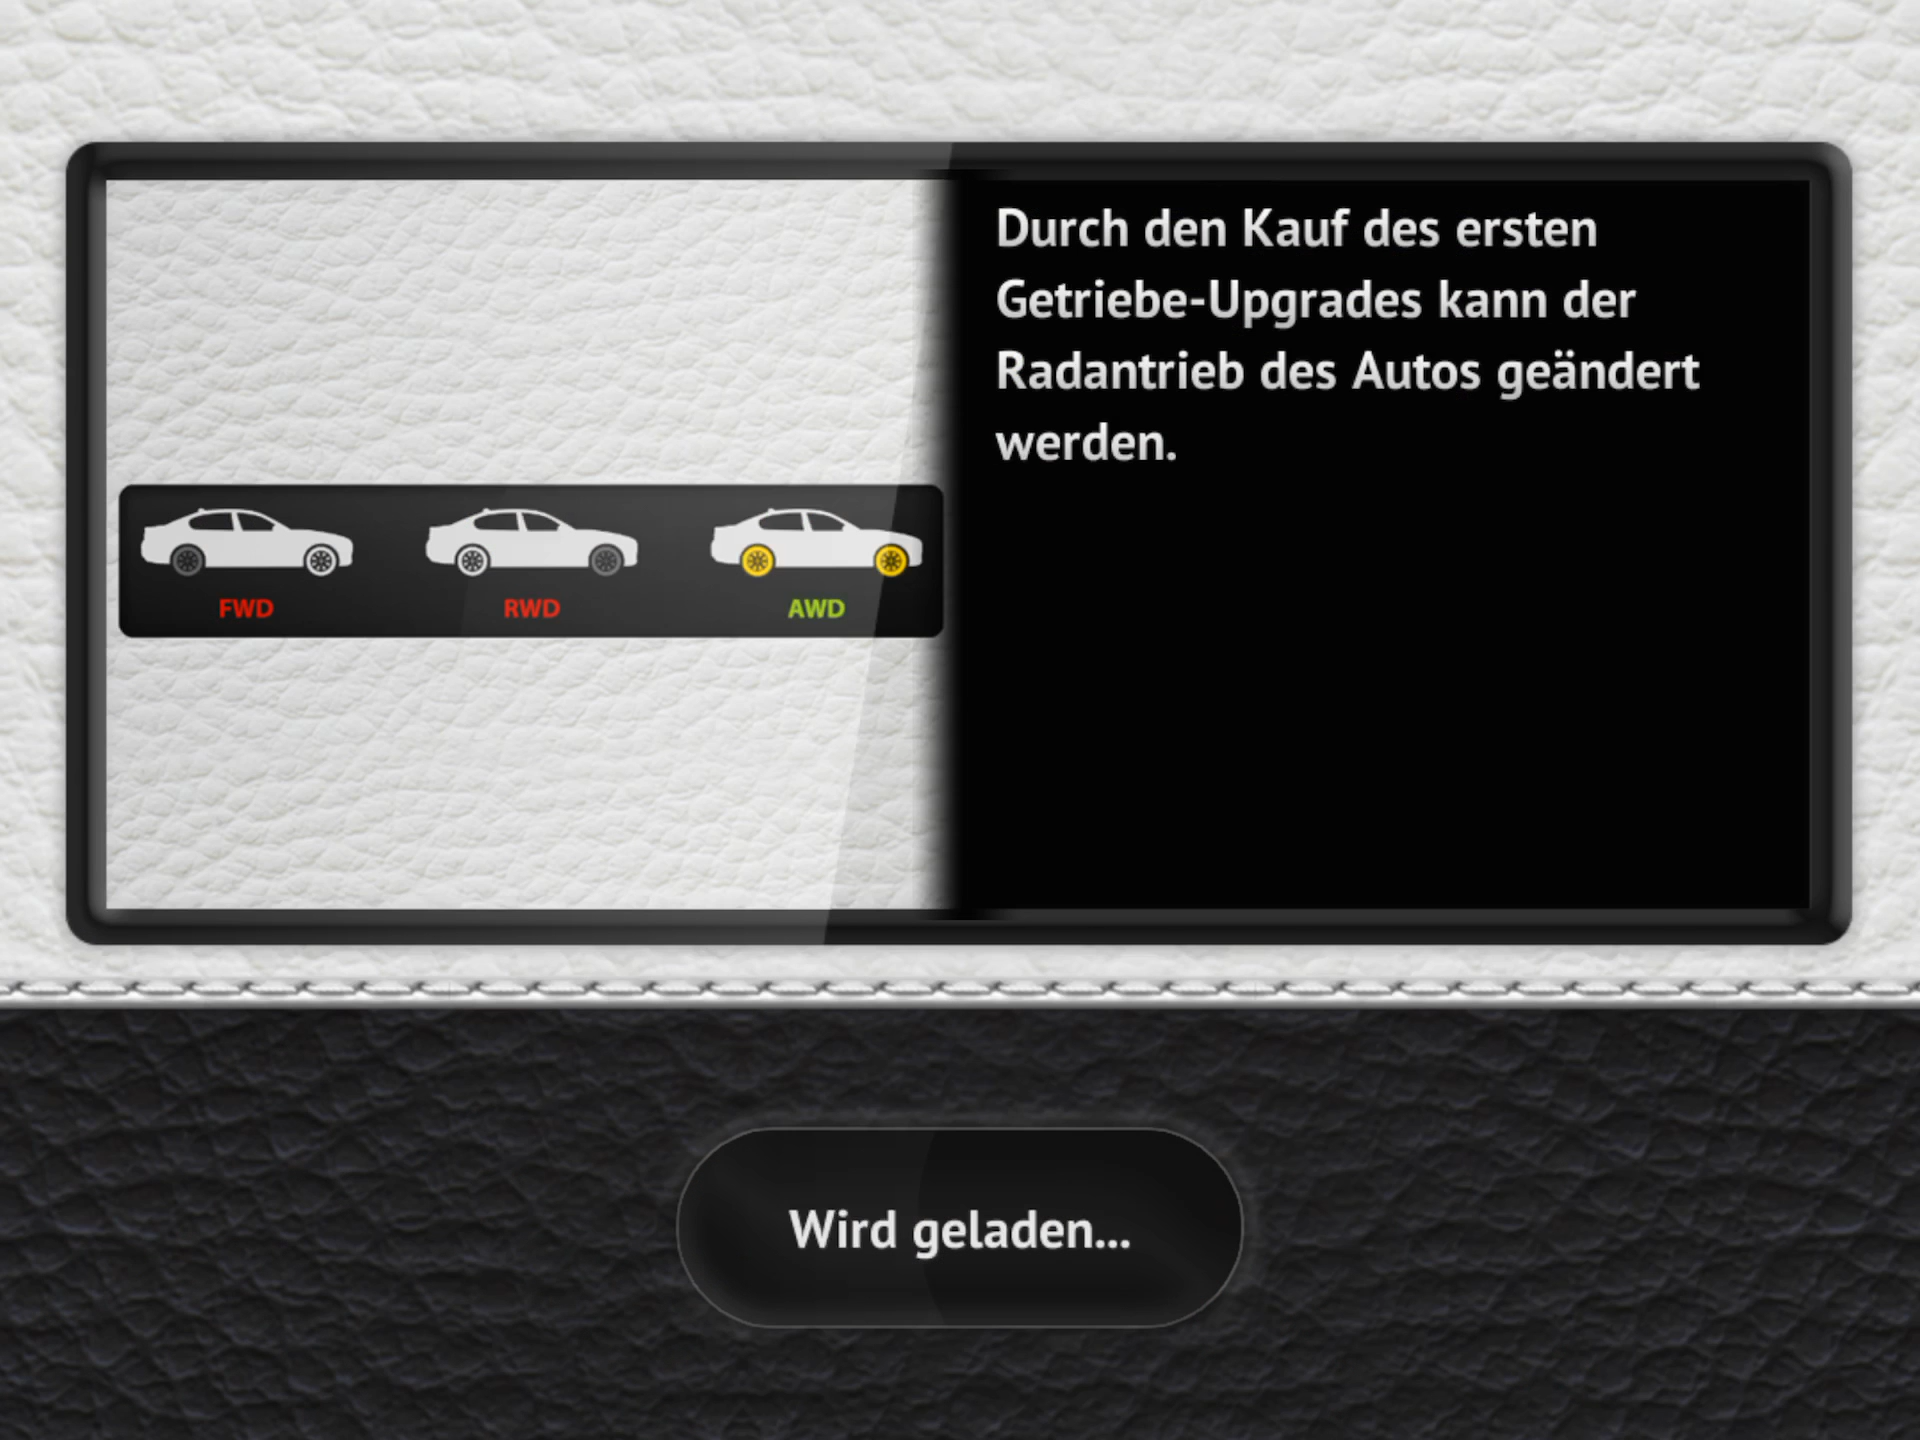 Durch den Kauf des ersten
Getriebe-Upgrades kann der
Radantrieb des Autos geändert
werden.
FWD RWD AWD
Wird geladen...